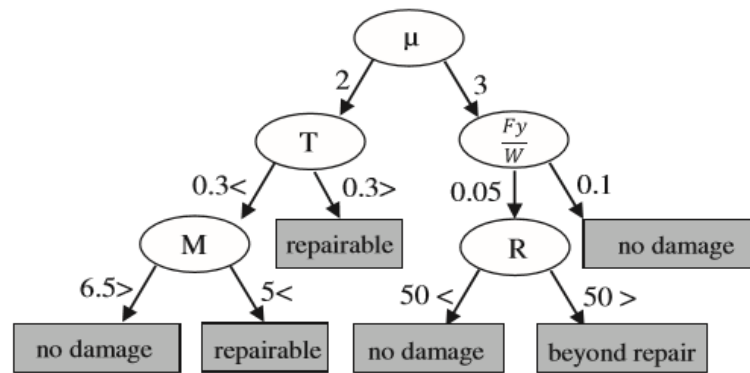 μ
2
3
T
Fy
W
0.3<
0.3>
0.05
0.1
M
repairable
R
no damage
6.5>
5<
50 <
50 >
no damage
repairable
no damage
beyond repair